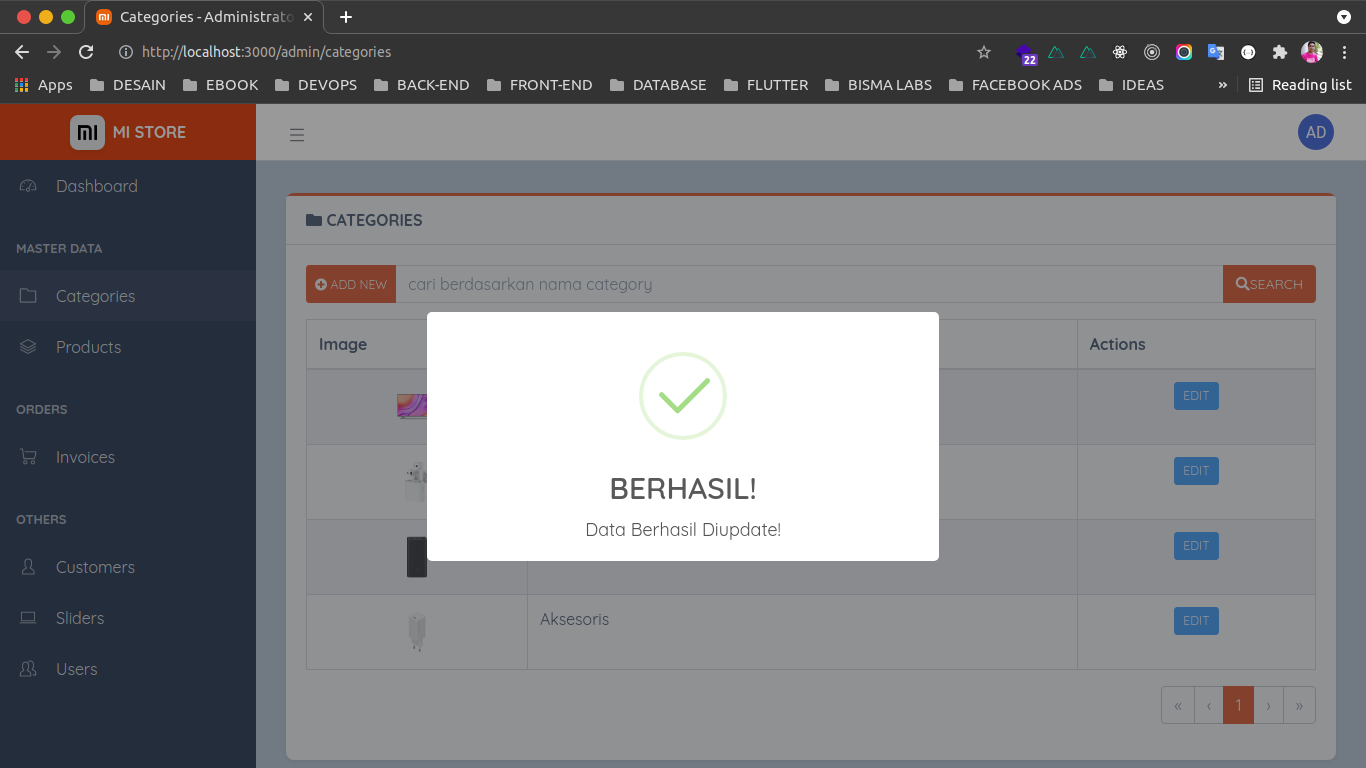 Categories - Administrato
http://localhost:3000/admin/categories
22
Apps DESAIN EBOOK DEVOPS BACK-END FRONT-END DATABASE FLUTTER BISMA LABS FACEBOOK ADS IDEAS » Reading list
MI STORE
AD
Dashboard
MASTER DATA
Categories
Products
ORDERS
Invoices
OTHERS
Customers
Sliders
Users
CATEGORIES
ADD NEW cari berdasarkan nama category SEARCH
Image Actions
EDIT
EDIT
EDIT
Aksesoris EDIT
BERHASIL!
Data Berhasil Diupdate!
« ‹ 1 › »